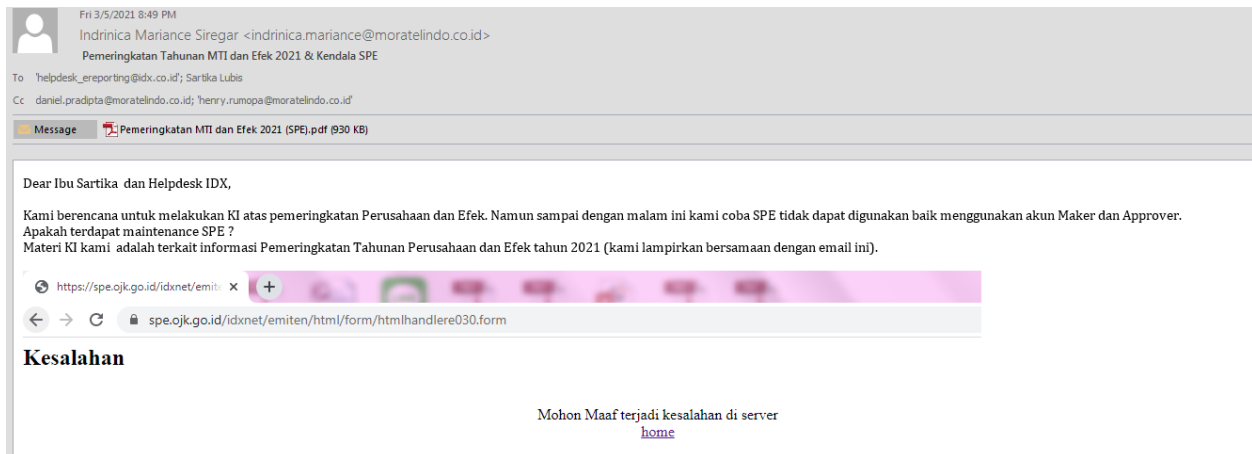 Fri 3/5/2021 8:49 PM
Indrinica Mariance Siregar <indrinica.mariance@moratelindo.co.id>
Pemeringkatan Tahunan MTI dan Efek 2021 & Kendala SPE
To 'helpdesk_ereporting@idx.co.id'; Sartika Lubis
Cc daniel.pradipta@moratelindo.co.id; 'henry.rumopa@moratelindo.co.id'
Message Pemeringkatan MTI dan Efek 2021 (SPE).pdf (930 KB)
Dear Ibu Sartika dan Helpdesk IDX,
Kami berencana untuk melakukan KI atas pemeringkatan Perusahaan dan Efek. Namun sampai dengan malam ini kami coba SPE tidak dapat digunakan baik menggunakan akun Maker dan Approver.
Apakah terdapat maintenance SPE ?
Materi KI kami adalah terkait informasi Pemeringkatan Tahunan Perusahaan dan Efek tahun 2021 (kami lampirkan bersamaan dengan email ini).
https://spe.ojk.go.id/idxnet/emite
spe.ojk.go.id/idxnet/emiten/html/form/htmlhandlere030.form
Kesalahan
Mohon Maaf terjadi kesalahan di server
home